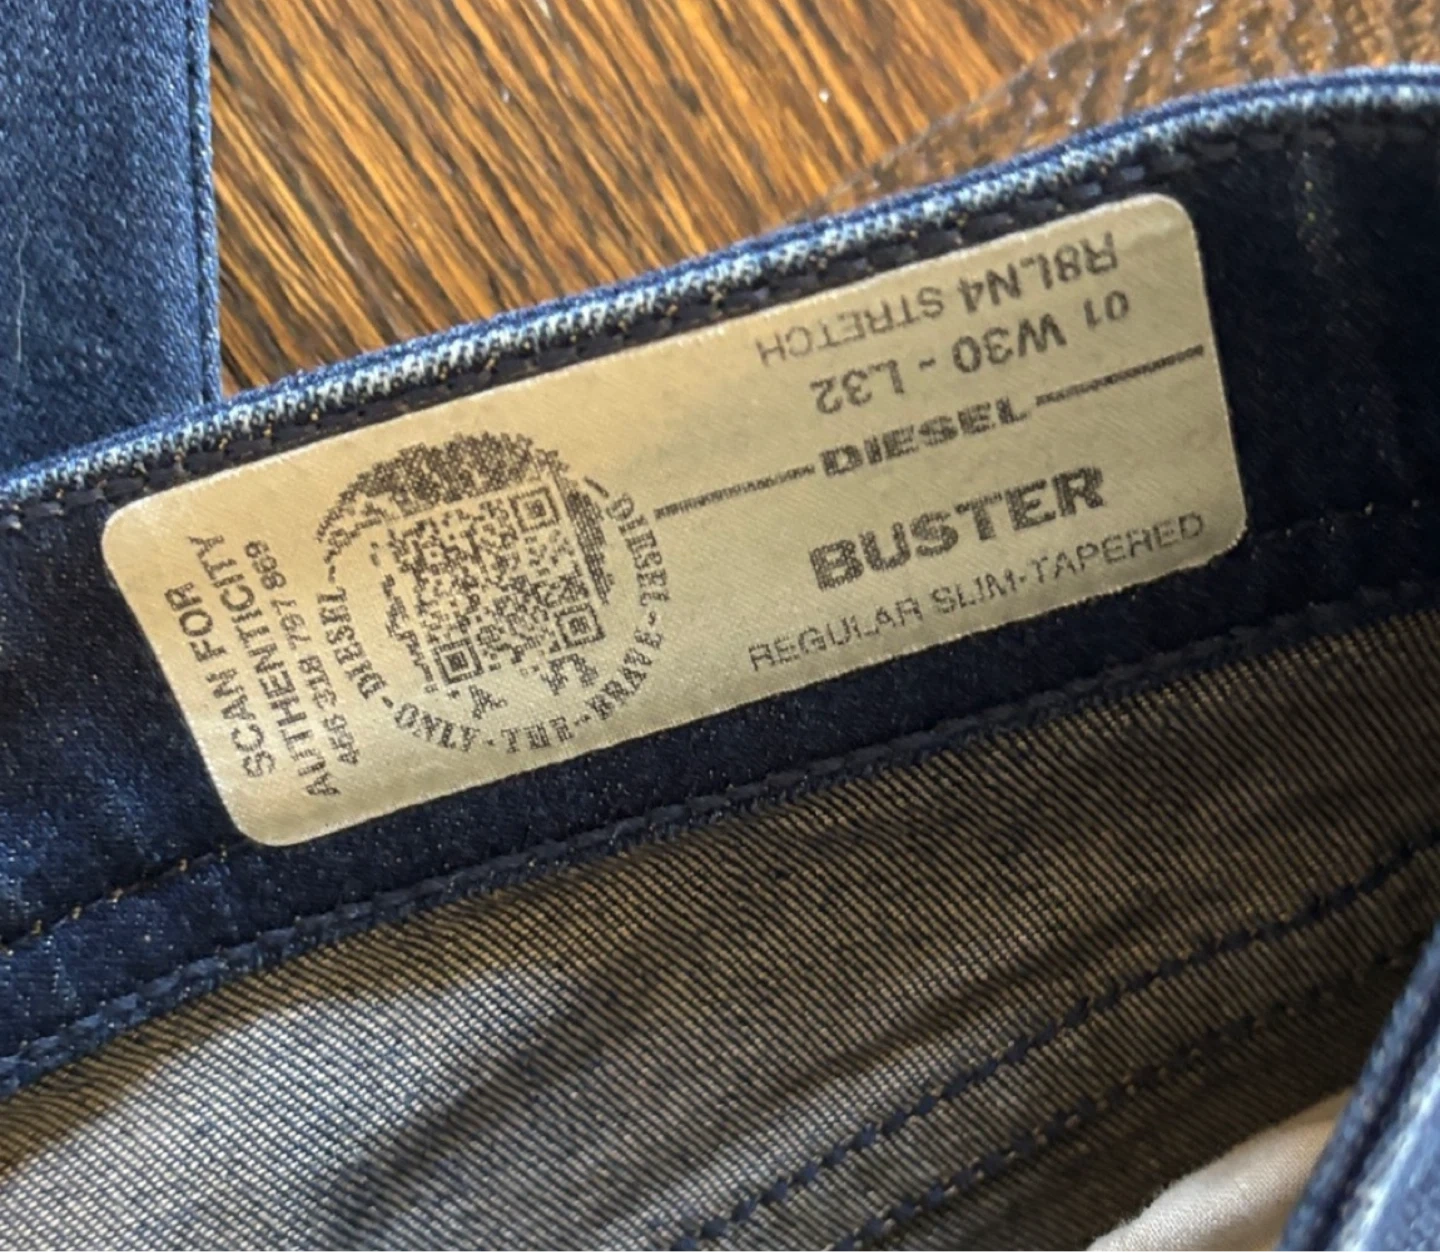 SCAN FOR
AUTHENTICITY
486 318 797 869
DIESEL - DIESEL - ONLY - THE - BRAVE -
R8LN4 STRETCH
01 W30 - L32
DIESEL
BUSTER
REGULAR SLIM-TAPERED